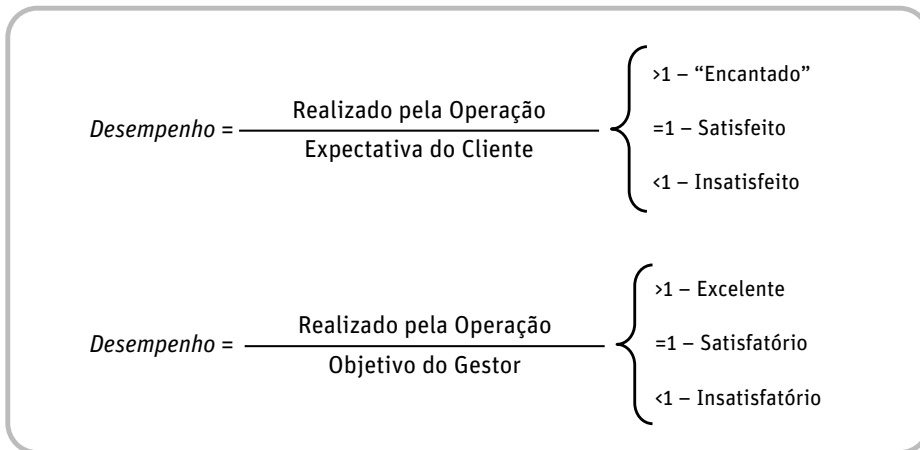 Realizado pela Operação
Desempenho =
Expectativa do Cliente
>1 – “Encantado”
=1 – Satisfeito
<1 – Insatisfeito
Realizado pela Operação
Desempenho =
Objetivo do Gestor
>1 – Excelente
=1 – Satisfatório
<1 – Insatisfatório